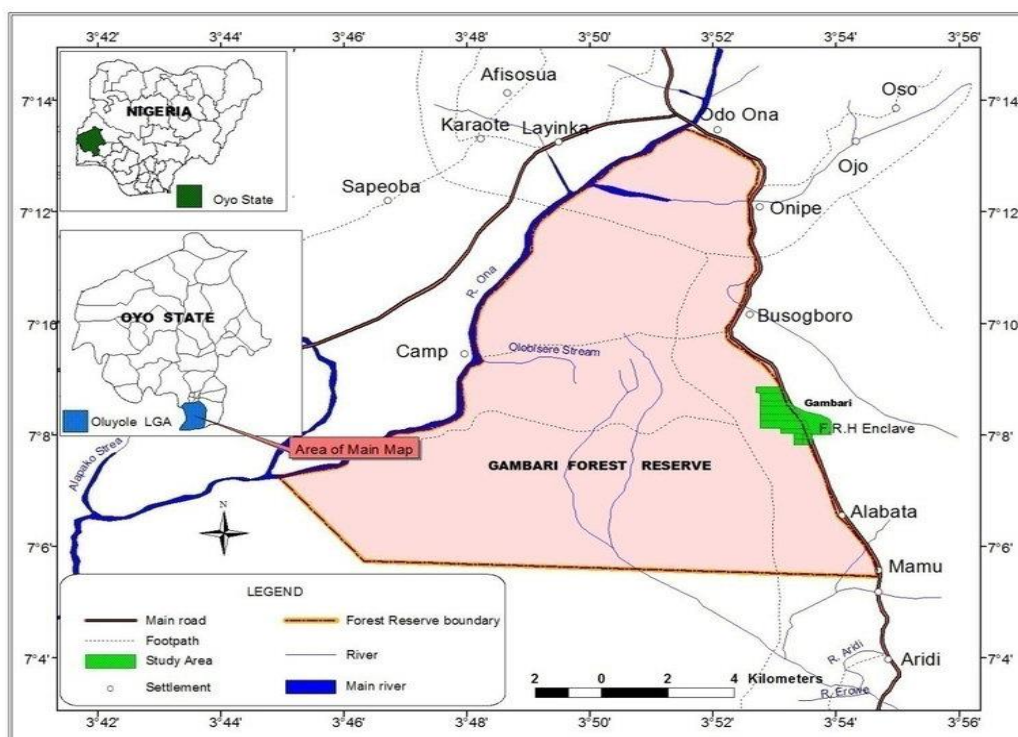 3°42'
3°44'
3°46'
3°48'
3°50'
3°52'
3°54'
3°56'
7°14'
7°12'
7°10'
7°8'
7°6'
7°4'
NIGERIA
Oyo State
OYO STATE
Oluyole LGA
Area of Main Map
Afisosua
Karaote
Layinka
Odo Ona
Oso
Ojo
Sapeoba
Onipe
R. Ona
Busogboro
Camp
Olobisere Stream
Gambari
F.R.H Enclave
Alapako Strea
GAMBARI FOREST RESERVE
Alabata
Mamu
N
LEGEND
Main road
Forest Reserve boundary
Footpath
River
Study Area
Settlement
Main river
2 0 2 4 Kilometers
R. Aridi
Aridi
R. Erowe
7°14'
7°12'
7°10'
7°8'
7°6'
7°4'
3°42'
3°44'
3°46'
3°48'
3°50'
3°52'
3°54'
3°56'